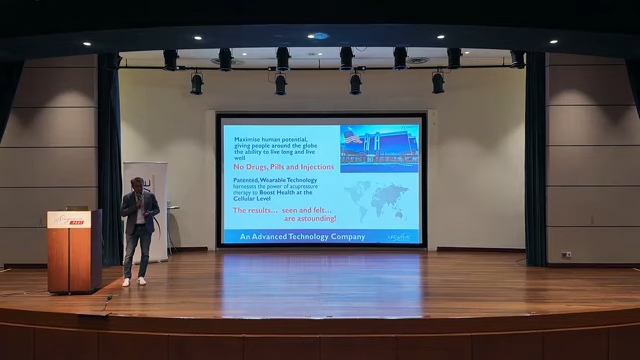 Maximise human potential,
giving people around the globe
the ability to live long and live
well
No Drugs, Pills and Injections
Patented, Wearable Technology
harnesses the power of acupressure
therapy to Boost Health at the
Cellular Level
The results... seen and felt...
are astounding!
An Advanced Technology Company